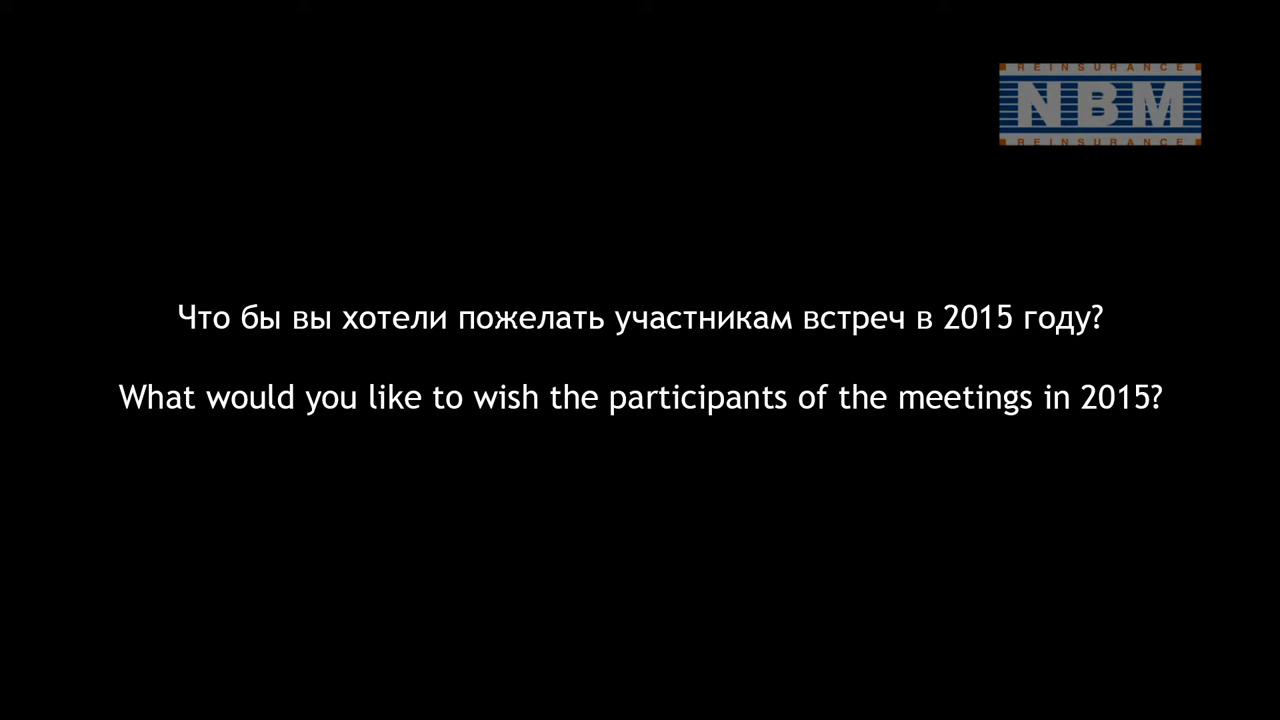 REINSURANCE
NBM
REINSURANCE
Что бы вы хотели пожелать участникам встреч в 2015 году?
What would you like to wish the participants of the meetings in 2015?